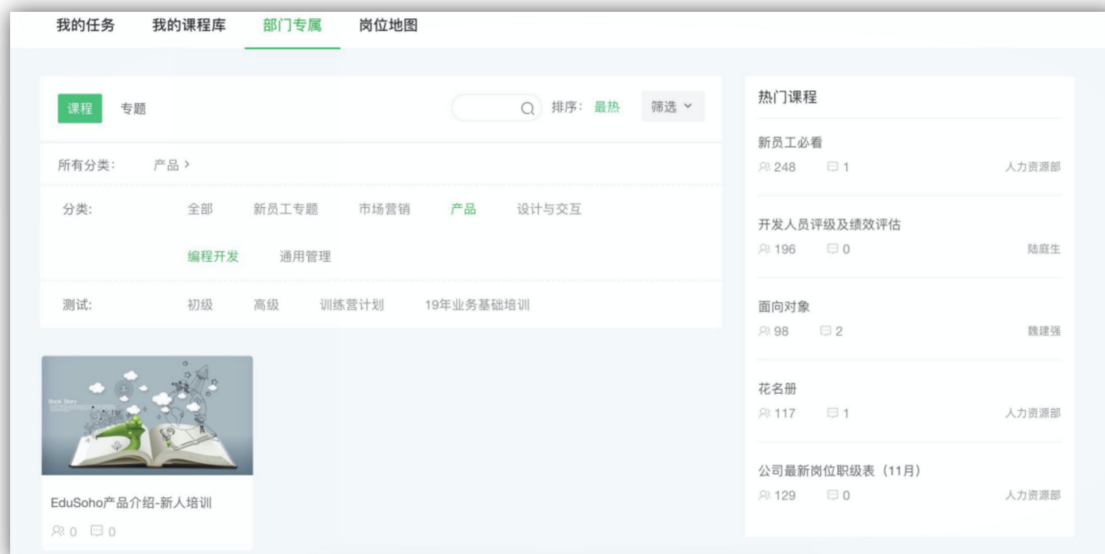 我的任务 我的课程库 部门专属 岗位地图
课程 专题 排序: 最热 筛选
所有分类: 产品 >
分类: 全部 新员工专题 市场营销 产品 设计与交互
编程开发 通用管理
测试: 初级 高级 训练营计划 19年业务基础培训
Book Story
EduSoho产品介绍-新人培训
0 0
热门课程
新员工必看
248 1 人力资源部
开发人员评级及绩效评估
196 0 陆庭生
面向对象
98 2 魏建强
花名册
117 1 人力资源部
公司最新岗位职级表（11月）
129 0 人力资源部